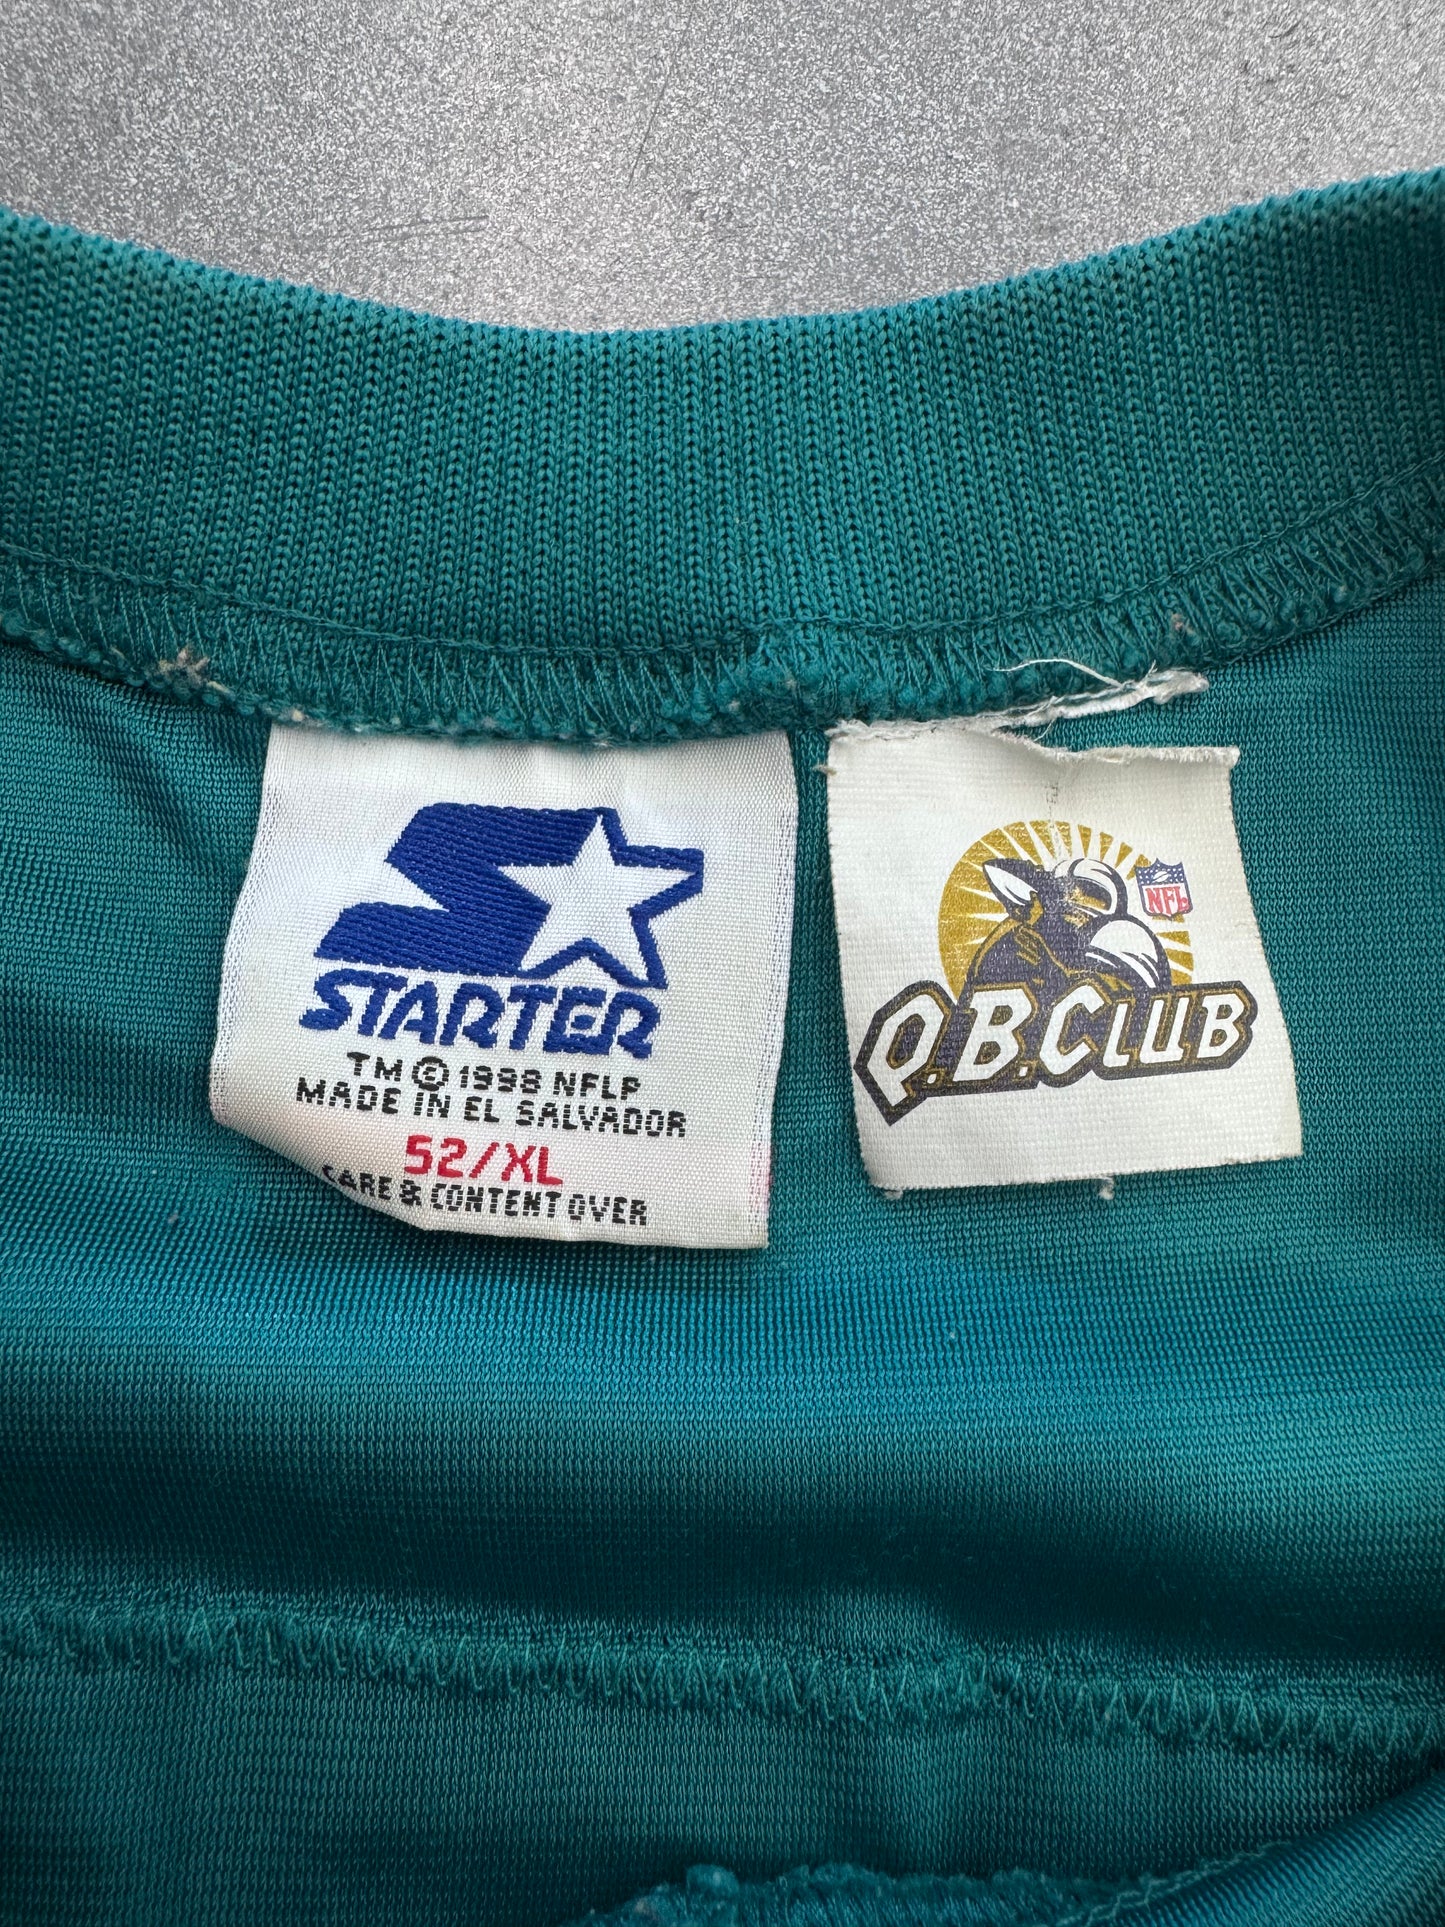 STARTER
TM © 1998 NFLP
MADE IN EL SALVADOR
52/XL
CARE & CONTENT OVER
NFL
Q.B.CLUB